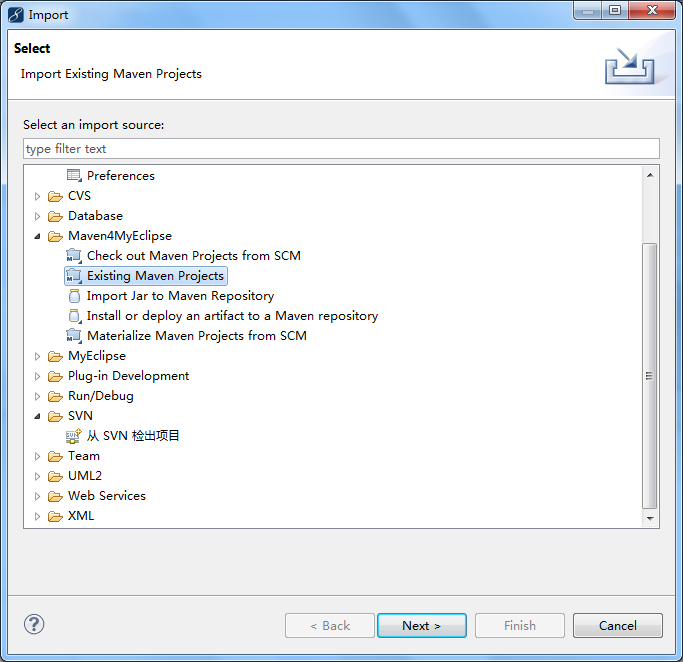 Import
Select
Import Existing Maven Projects
Select an import source:
type filter text
Preferences
CVS
Database
Maven4MyEclipse
Check out Maven Projects from SCM
Existing Maven Projects
Import Jar to Maven Repository
Install or deploy an artifact to a Maven repository
Materialize Maven Projects from SCM
MyEclipse
Plug-in Development
Run/Debug
SVN
从 SVN 检出项目
Team
UML2
Web Services
XML
< Back
Next >
Finish
Cancel